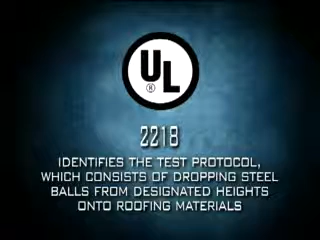 UL
®
2218
IDENTIFIES THE TEST PROTOCOL,
WHICH CONSISTS OF DROPPING STEEL
BALLS FROM DESIGNATED HEIGHTS
ONTO ROOFING MATERIALS